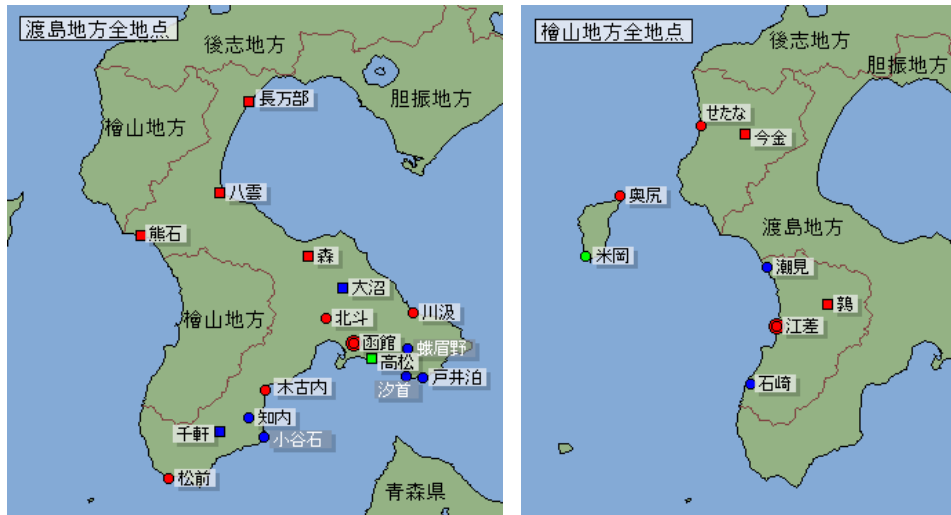 渡島地方全地点
後志地方
胆振地方
長万部
檜山地方
八雲
熊石
森
大沼
川汲
北斗
檜山地方
函館
蛾眉野
高松
汐首
戸井泊
木古内
知内
千軒
小谷石
松前
青森県
檜山地方全地点
後志地方
胆振地方
せたな
今金
奥尻
渡島地方
米岡
潮見
鶉
江差
石崎